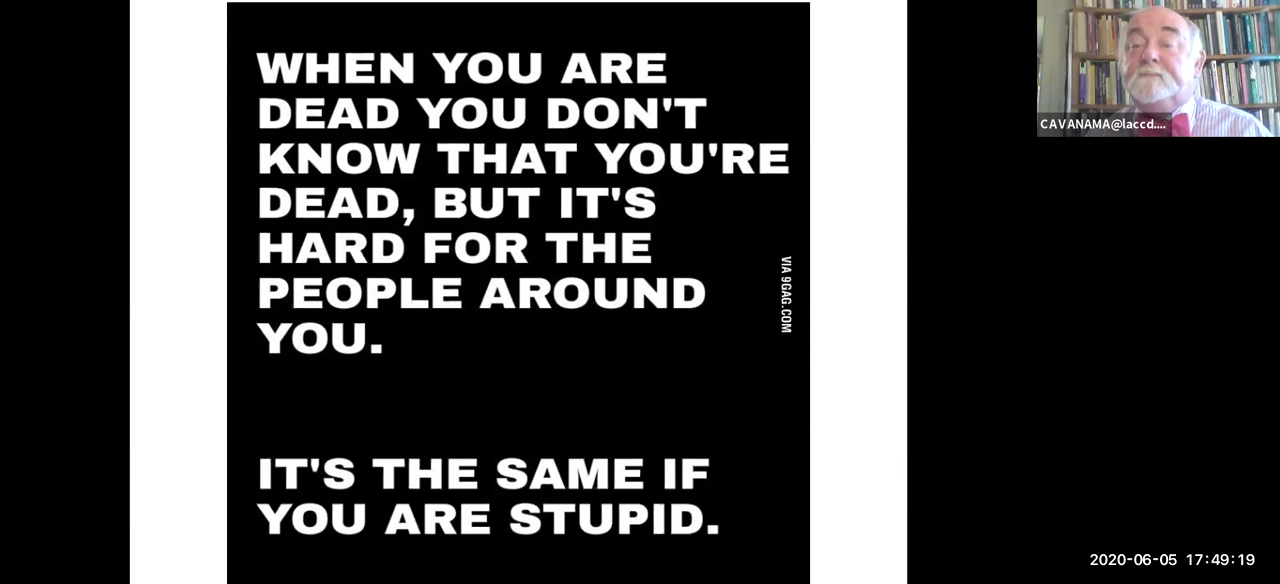 WHEN YOU ARE
DEAD YOU DON'T
KNOW THAT YOU'RE
DEAD, BUT IT'S
HARD FOR THE
PEOPLE AROUND
YOU.
IT'S THE SAME IF
YOU ARE STUPID.
VIA 9GAG.COM
CAVANAMA@laccd....
2020-06-05 17:49:19